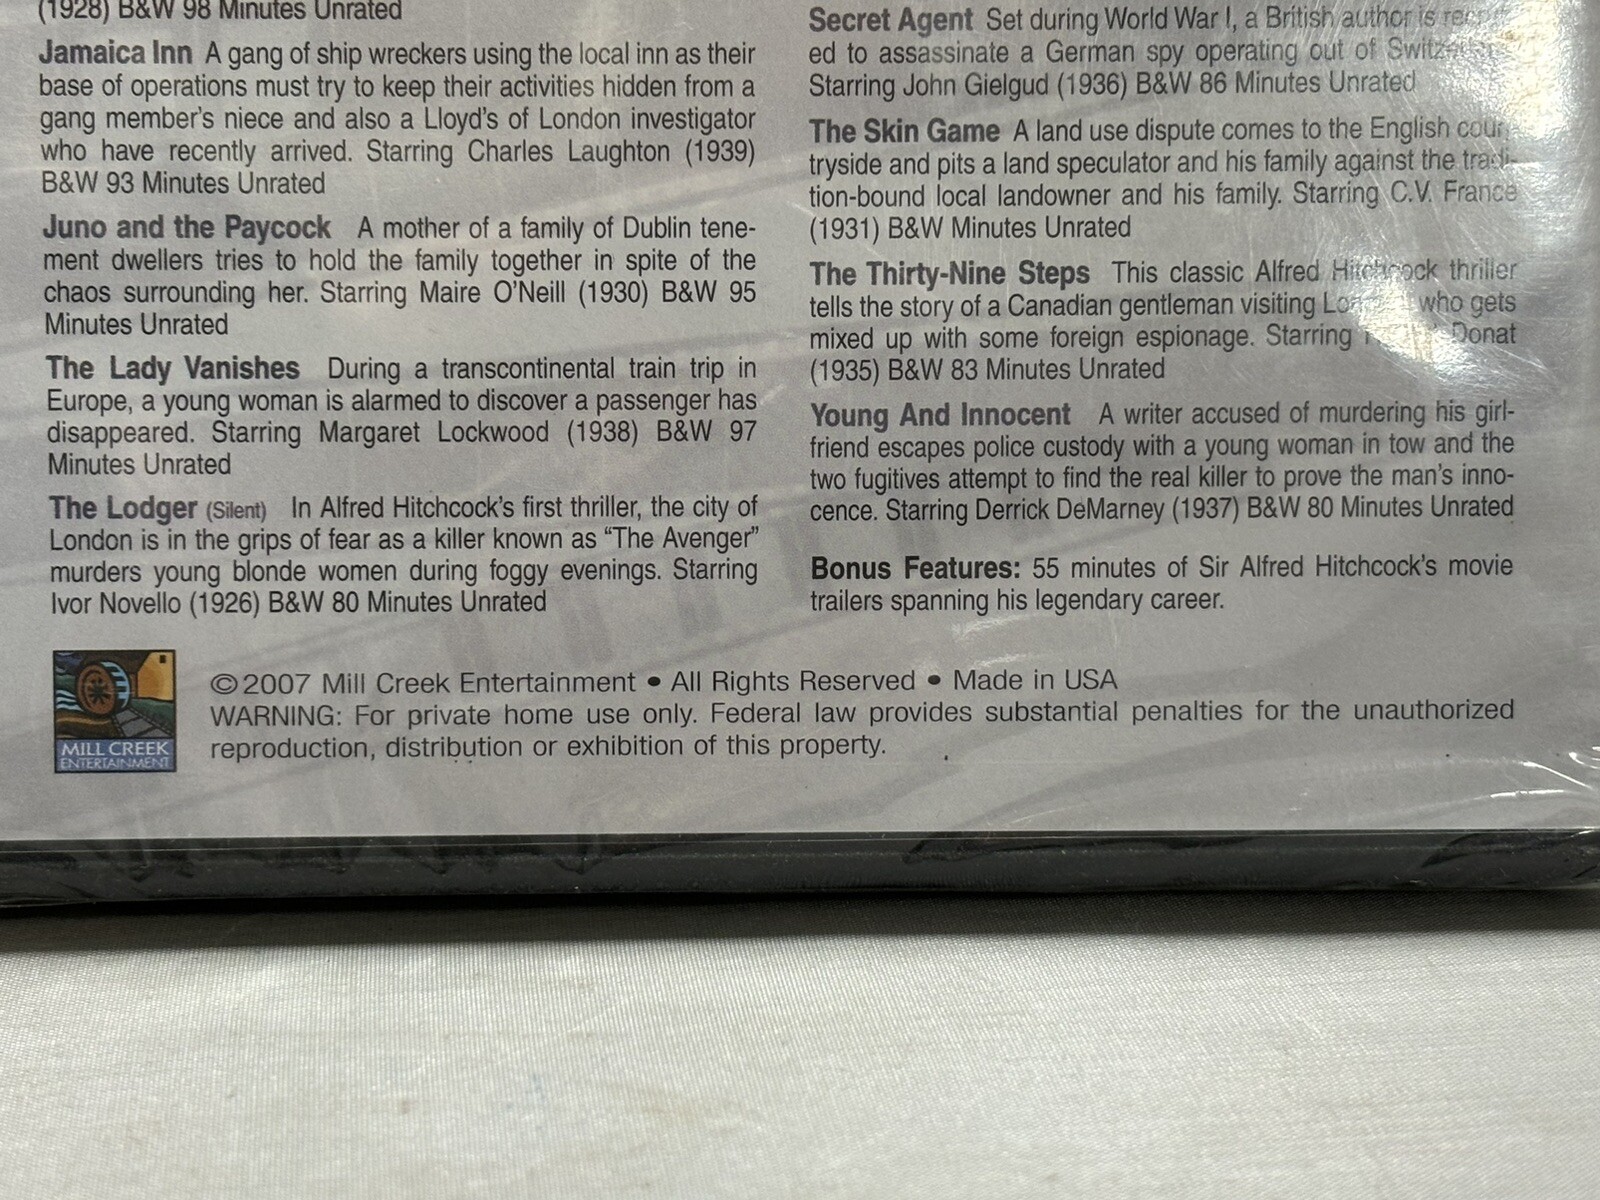 (1928) B&W 98 Minutes Unrated
Jamaica Inn A gang of ship wreckers using the local inn as their
base of operations must try to keep their activities hidden from a
gang member's niece and also a Lloyd's of London investigator
who have recently arrived. Starring Charles Laughton (1939)
B&W 93 Minutes Unrated
Juno and the Paycock A mother of a family of Dublin tene-
ment dwellers tries to hold the family together in spite of the
chaos surrounding her. Starring Maire O'Neill (1930) B&W 95
Minutes Unrated
The Lady Vanishes During a transcontinental train trip in
Europe, a young woman is alarmed to discover a passenger has
disappeared. Starring Margaret Lockwood (1938) B&W 97
Minutes Unrated
The Lodger (Silent) In Alfred Hitchcock's first thriller, the city of
London is in the grips of fear as a killer known as "The Avenger"
murders young blonde women during foggy evenings. Starring
Ivor Novello (1926) B&W 80 Minutes Unrated
Secret Agent Set during World War I, a British author is
ed to assassinate a German spy operating out of
Starring John Gielgud (1936) B&W 86 Minutes Unrated
The Skin Game A land use dispute comes to the English coun-
tryside and pits a land speculator and his family against the tradi-
tion-bound local landowner and his family. Starring C.V. France
(1931) B&W Minutes Unrated
The Thirty-Nine Steps This classic Alfred Hitchcock thriller
tells the story of a Canadian gentleman visiting who gets
mixed up with some foreign espionage. Starring Donat
(1935) B&W 83 Minutes Unrated
Young And Innocent A writer accused of murdering his girl-
friend escapes police custody with a young woman in tow and the
two fugitives attempt to find the real killer to prove the man's inno-
cence. Starring Derrick DeMarney (1937) B&W 80 Minutes Unrated
Bonus Features: 55 minutes of Sir Alfred Hitchcock's movie
trailers spanning his legendary career.
MILL CREEK
ENTERTAINMENT
©2007 Mill Creek Entertainment • All Rights Reserved • Made in USA
WARNING: For private home use only. Federal law provides substantial penalties for the unauthorized
reproduction, distribution or exhibition of this property.